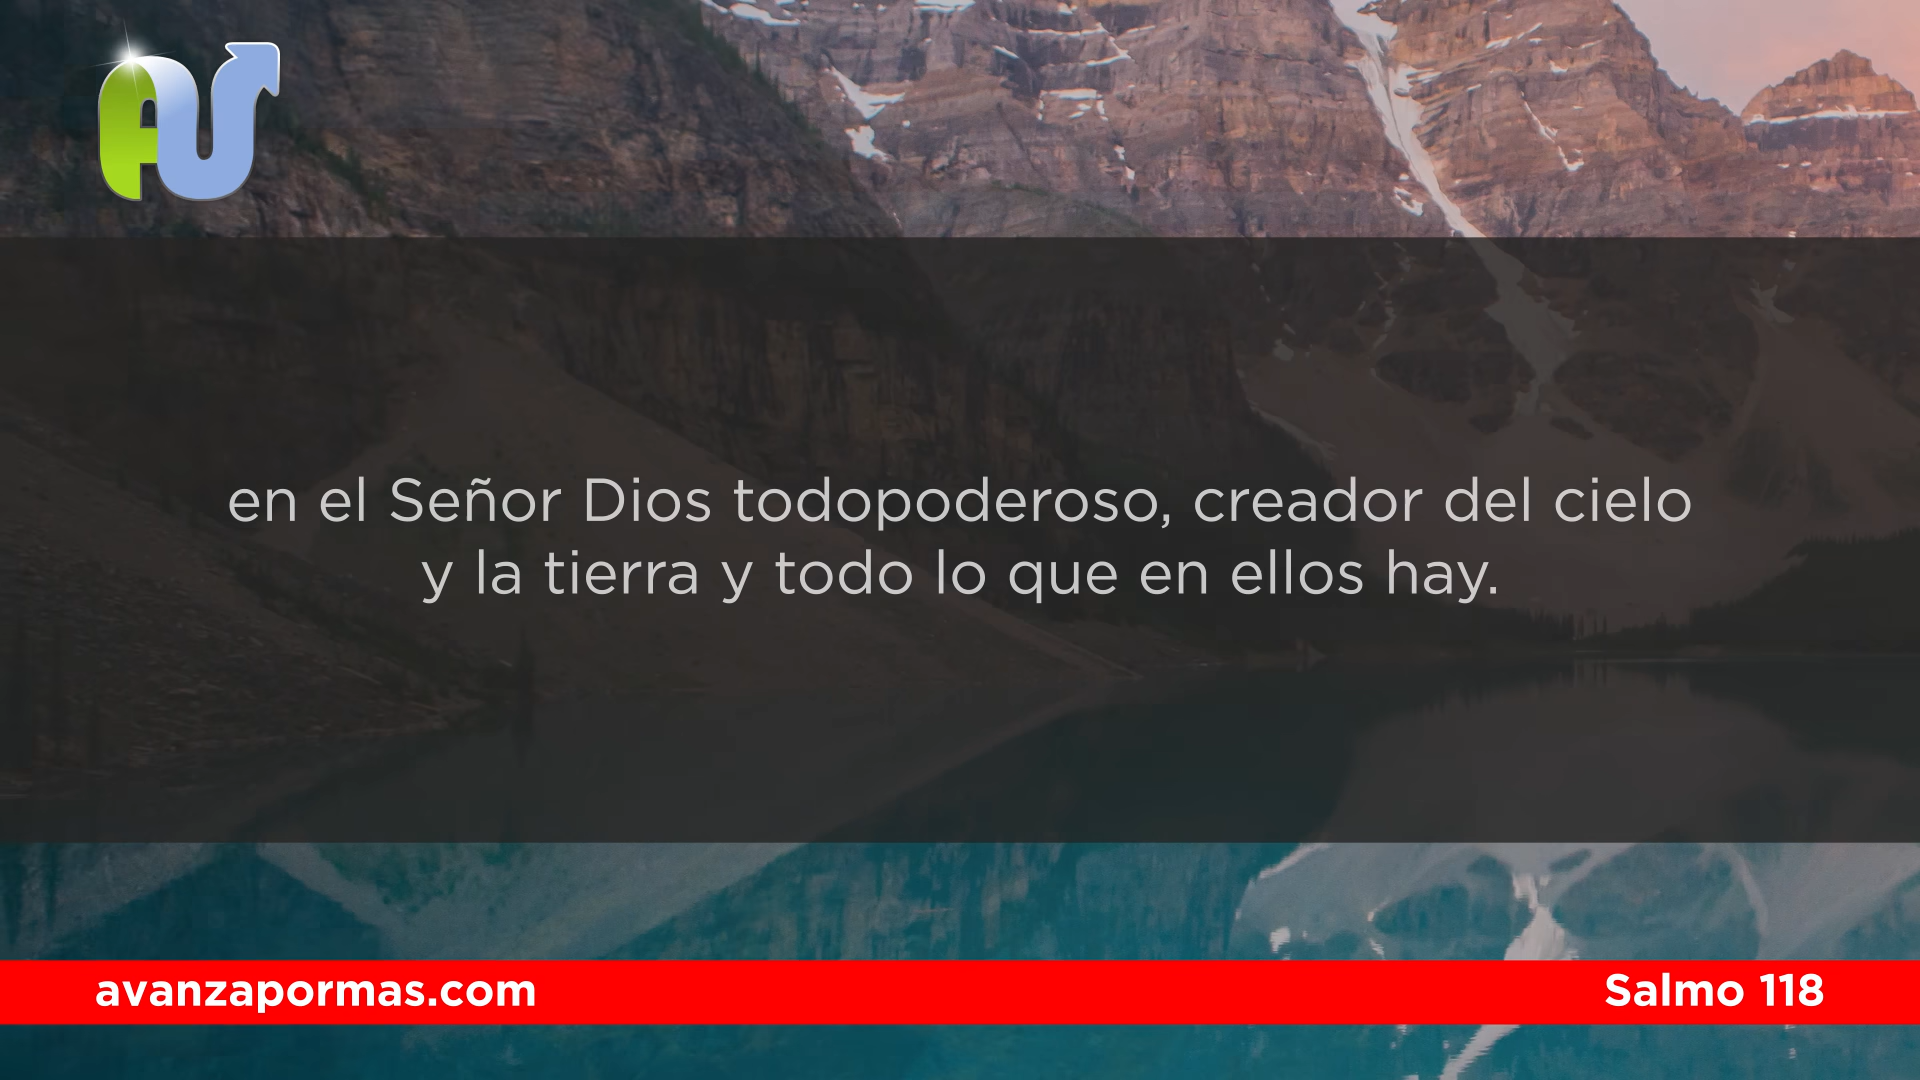 en el Señor Dios todopoderoso, creador del cielo
y la tierra y todo lo que en ellos hay.
avanzapormas.com
Salmo 118